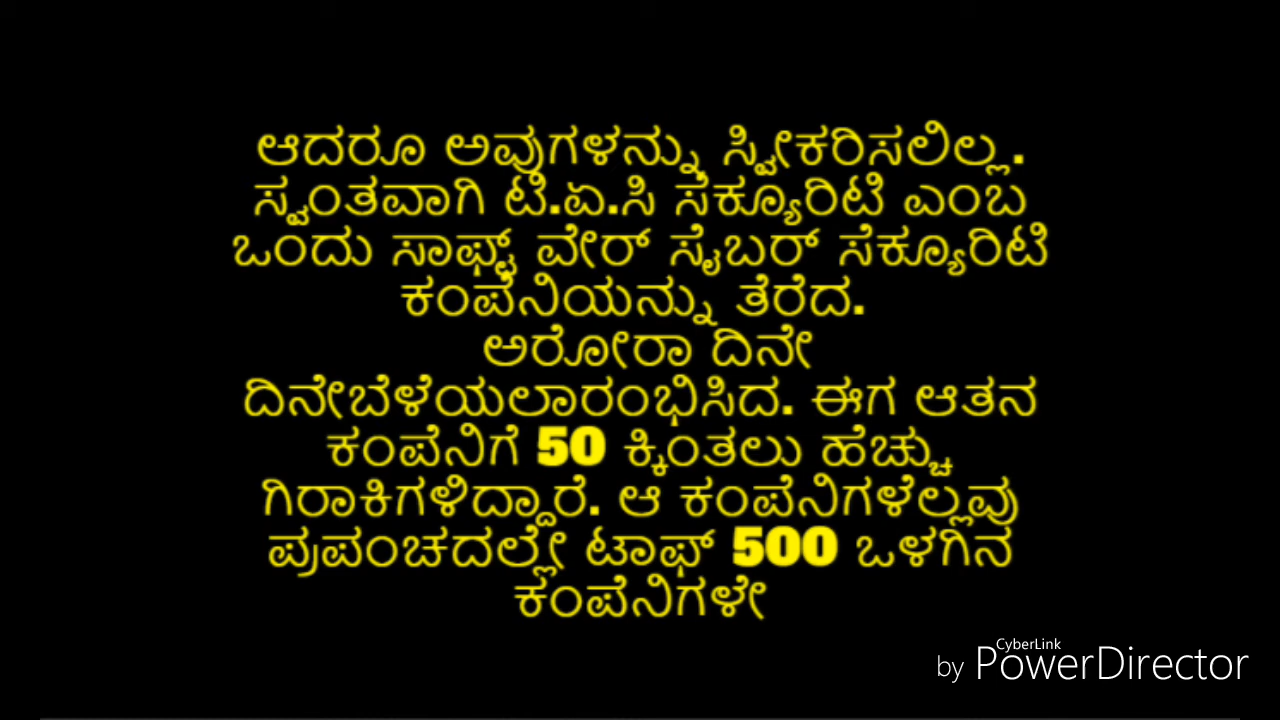 ಆದರೂ ಅವುಗಳನ್ನು ಸ್ವೀಕರಿಸಲಿಲ್ಲ.
ಸ್ವಂತವಾಗಿ ಟಿ.ಏ.ಸಿ ಸೆಕ್ಯೂರಿಟಿ ಎಂಬ
ಒಂದು ಸಾಫ್ಟ್ ವೇರ್ ಸೈಬರ್ ಸೆಕ್ಯೂರಿಟಿ
ಕಂಪೆನಿಯನ್ನು ತೆರೆದ.
ಅರೋರಾ ದಿನೇ
ದಿನೇಬೆಳೆಯಲಾರಂಭಿಸಿದ. ಈಗ ಆತನ
ಕಂಪೆನಿಗೆ 50 ಕ್ಕಿಂತಲು ಹೆಚ್ಚು
ಗಿರಾಕಿಗಳಿದ್ದಾರೆ. ಆ ಕಂಪೆನಿಗಳೆಲ್ಲವು
ಪ್ರಪಂಚದಲ್ಲೇ ಟಾಫ್ 500 ಒಳಗಿನ
ಕಂಪೆನಿಗಳೇ
CyberLink
by PowerDirector